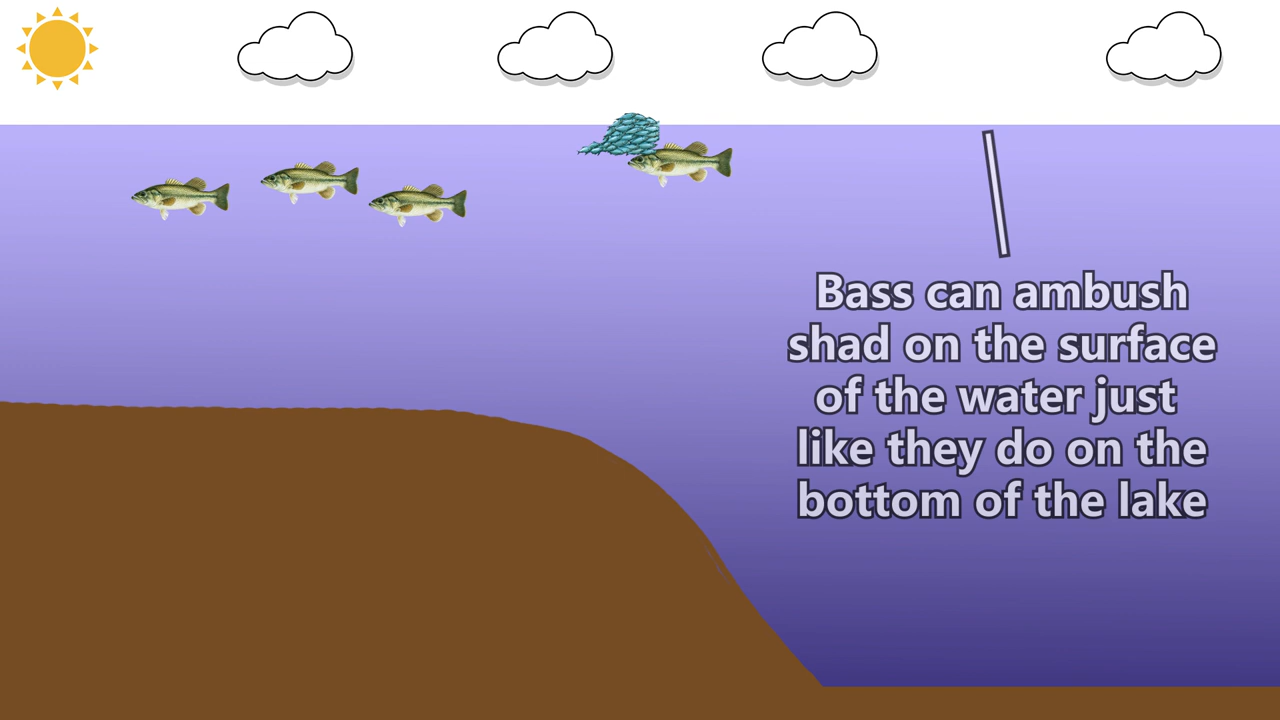 Bass can ambush
shad on the surface
of the water just
like they do on the
bottom of the lake